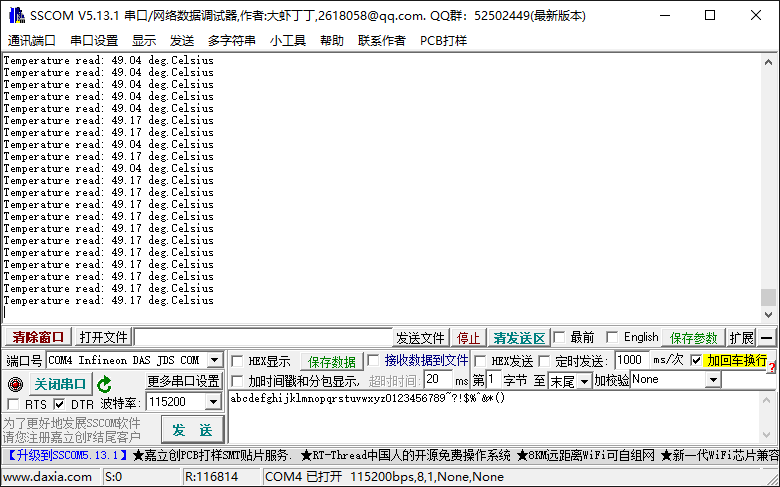 SSCOM V5.13.1 串口/网络数据调试器,作者:大虾丁丁,2618058@qq.com. QQ群: 52502449(最新版本)
通讯端口 串口设置 显示 发送 多字符串 小工具 帮助 联系作者 PCB打样
Temperature read: 49.04 deg.Celsius
Temperature read: 49.04 deg.Celsius
Temperature read: 49.04 deg.Celsius
Temperature read: 49.04 deg.Celsius
Temperature read: 49.04 deg.Celsius
Temperature read: 49.17 deg.Celsius
Temperature read: 49.17 deg.Celsius
Temperature read: 49.04 deg.Celsius
Temperature read: 49.17 deg.Celsius
Temperature read: 49.04 deg.Celsius
Temperature read: 49.17 deg.Celsius
Temperature read: 49.17 deg.Celsius
Temperature read: 49.17 deg.Celsius
Temperature read: 49.17 deg.Celsius
Temperature read: 49.17 deg.Celsius
Temperature read: 49.17 deg.Celsius
Temperature read: 49.17 deg.Celsius
Temperature read: 49.17 deg.Celsius
Temperature read: 49.17 deg.Celsius
Temperature read: 49.17 deg.Celsius
Temperature read: 49.17 deg.Celsius
清除窗口 打开文件 发送文件 停止 清发送区 最前 English 保存参数 扩展 —
端口号 COM4 Infineon DAS JDS COM HEX显示 保存数据 接收数据到文件 HEX发送 定时发送: 1000 ms/次 加回车换行 ?
关闭串口 更多串口设置 加时间戳和分包显示, 超时时间: 20 ms 第 1 字节 至 末尾 加校验 None
RTS DTR 波特率: 115200 abcdefghijklmnopqrstuvwxyz0123456789~?!$%^&*()
为了更好地发展SSCOM软件
请您注册嘉立创F结尾客户
发 送
【升级到SSCOM5.13.1】★嘉立创PCB打样SMT贴片服务. ★RT-Thread中国人的开源免费操作系统 ★8KM远距离WiFi可自组网 ★新一代WiFi芯片兼容
www.daxia.com S:0 R:116814 COM4 已打开 115200bps,8,1,None,None